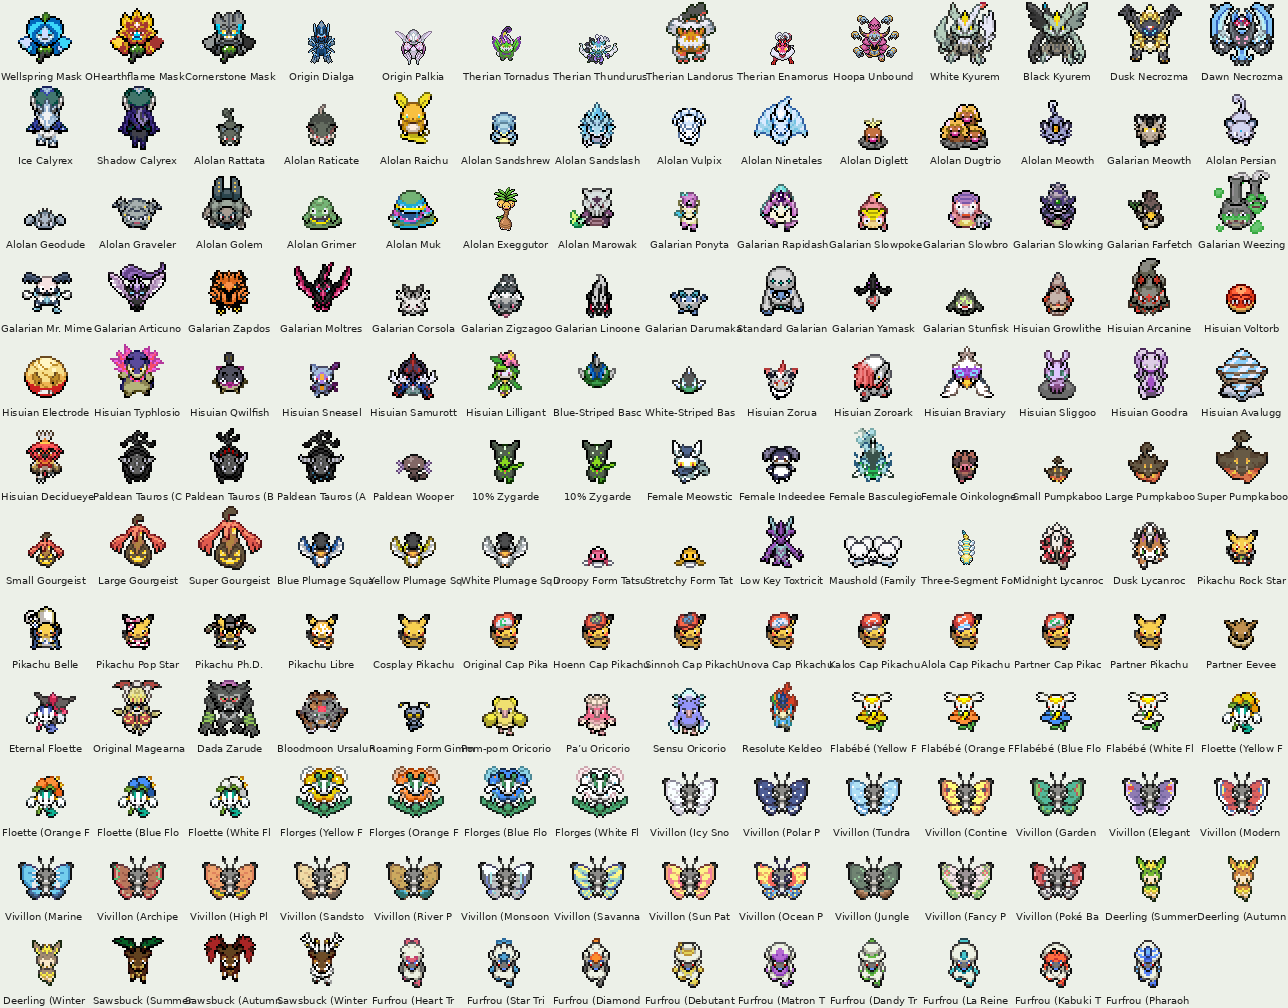 Wellspring Mask O Hearthflame Mask Cornerstone Mask Origin Dialga Origin Palkia Therian Tornadus Therian Thundurus Therian Landorus Therian Enamorus Hoopa Unbound White Kyurem Black Kyurem Dusk Necrozma Dawn Necrozma
Ice Calyrex Shadow Calyrex Alolan Rattata Alolan Raticate Alolan Raichu Alolan Sandshrew Alolan Sandslash Alolan Vulpix Alolan Ninetales Alolan Diglett Alolan Dugtrio Alolan Meowth Galarian Meowth Alolan Persian
Alolan Geodude Alolan Graveler Alolan Golem Alolan Grimer Alolan Muk Alolan Exeggutor Alolan Marowak Galarian Ponyta Galarian Rapidash Galarian Slowpoke Galarian Slowbro Galarian Slowking Galarian Farfetch Galarian Weezing
Galarian Mr. Mime Galarian Articuno Galarian Zapdos Galarian Moltres Galarian Corsola Galarian Zigzagoo Galarian Linoone Galarian Darumaka Standard Galarian Galarian Yamask Galarian Stunfisk Hisuian Growlithe Hisuian Arcanine Hisuian Voltorb
Hisuian Electrode Hisuian Typhlosio Hisuian Qwilfish Hisuian Sneasel Hisuian Samurott Hisuian Lilligant Blue-Striped Basc White-Striped Bas Hisuian Zorua Hisuian Zoroark Hisuian Braviary Hisuian Sliggoo Hisuian Goodra Hisuian Avalugg
Hisuian Decidueye Paldean Tauros (C Paldean Tauros (B Paldean Tauros (A Paldean Wooper 10% Zygarde 10% Zygarde Female Meowstic Female Indeedee Female Basculegio Female Oinkologne Small Pumpkaboo Large Pumpkaboo Super Pumpkaboo
Small Gourgeist Large Gourgeist Super Gourgeist Blue Plumage Squa Yellow Plumage Sq White Plumage Sq Droopy Form Tatsu Stretchy Form Tat Low Key Toxtricit Maushold (Family Three-Segment Fo Midnight Lycanroc Dusk Lycanroc Pikachu Rock Star
Pikachu Belle Pikachu Pop Star Pikachu Ph.D. Pikachu Libre Cosplay Pikachu Original Cap Pika Hoenn Cap Pikachu Sinnoh Cap Pikach Unova Cap Pikachu Kalos Cap Pikachu Alola Cap Pikachu Partner Cap Pikac Partner Pikachu Partner Eevee
Eternal Floette Original Magearna Dada Zarude Bloodmoon Ursalun Roaming Form Gimm Pom-pom Oricorio Pa'u Oricorio Sensu Oricorio Resolute Keldeo Flabébé (Yellow F Flabébé (Orange F Flabébé (Blue Flo Flabébé (White Fl Floette (Yellow F
Floette (Orange F Floette (Blue Flo Floette (White Fl Florges (Yellow F Florges (Orange F Florges (Blue Flo Florges (White Fl Vivillon (Icy Sno Vivillon (Polar P Vivillon (Tundra Vivillon (Contine Vivillon (Garden Vivillon (Elegant Vivillon (Modern
Vivillon (Marine Vivillon (Archipe Vivillon (High Pl Vivillon (Sandsto Vivillon (River P Vivillon (Monsoon Vivillon (Savanna Vivillon (Sun Pat Vivillon (Ocean P Vivillon (Jungle Vivillon (Fancy P Vivillon (Poké Ba Deerling (Summer Deerling (Autumn
Deerling (Winter Sawsbuck (Summer Sawsbuck (Autumn Sawsbuck (Winter Furfrou (Heart Tr Furfrou (Star Tri Furfrou (Diamond Furfrou (Debutant Furfrou (Matron T Furfrou (Dandy Tr Furfrou (La Reine Furfrou (Kabuki T Furfrou (Pharaoh